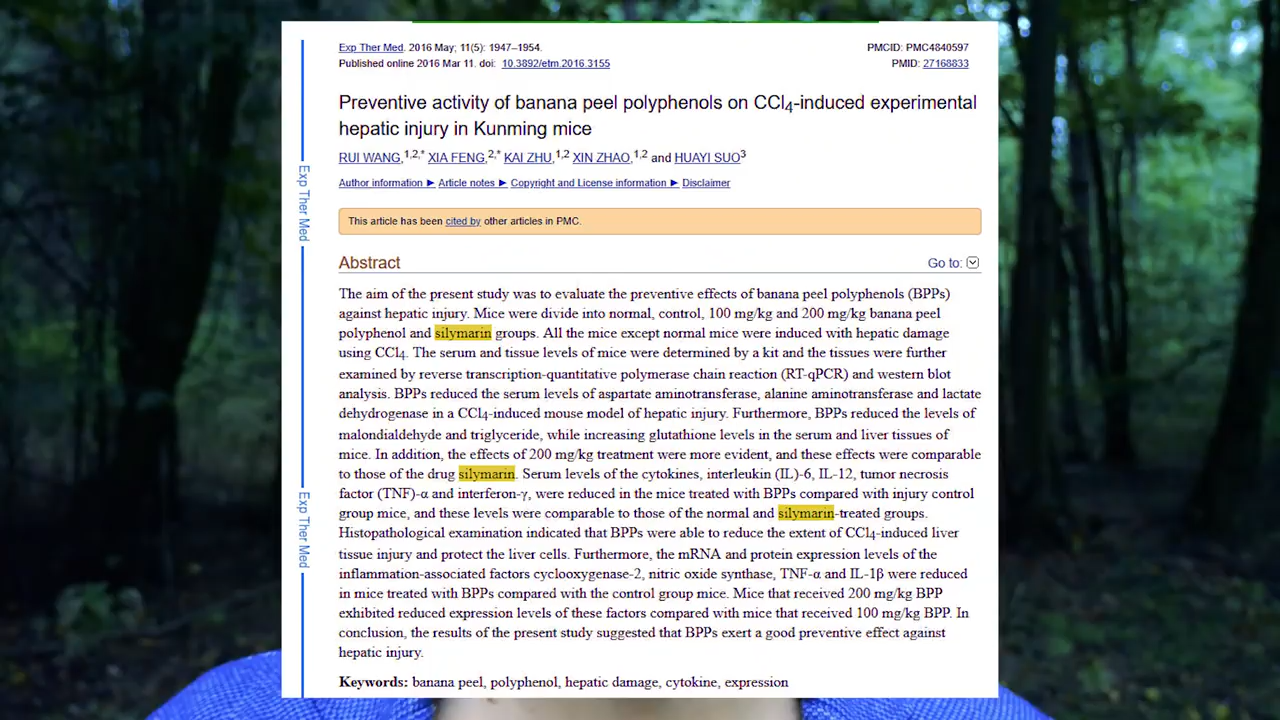 Exp Ther Med. 2016 May; 11(5): 1947–1954.
PMCID: PMC4840597
Published online 2016 Mar 11. doi: 10.3892/etm.2016.3155
PMID: 27168833
Preventive activity of banana peel polyphenols on CCl4-induced experimental
hepatic injury in Kunming mice
RUI WANG,1,2,* XIA FENG,2,* KAI ZHU,1,2 XIN ZHAO,1,2 and HUAYI SUO3
Author information ► Article notes ► Copyright and License information ► Disclaimer
This article has been cited by other articles in PMC.
Abstract
Go to:
The aim of the present study was to evaluate the preventive effects of banana peel polyphenols (BPPs)
against hepatic injury. Mice were divide into normal, control, 100 mg/kg and 200 mg/kg banana peel
polyphenol and silymarin groups. All the mice except normal mice were induced with hepatic damage
using CCl4. The serum and tissue levels of mice were determined by a kit and the tissues were further
examined by reverse transcription-quantitative polymerase chain reaction (RT-qPCR) and western blot
analysis. BPPs reduced the serum levels of aspartate aminotransferase, alanine aminotransferase and lactate
dehydrogenase in a CCl4-induced mouse model of hepatic injury. Furthermore, BPPs reduced the levels of
malondialdehyde and triglyceride, while increasing glutathione levels in the serum and liver tissues of
mice. In addition, the effects of 200 mg/kg treatment were more evident, and these effects were comparable
to those of the drug silymarin. Serum levels of the cytokines, interleukin (IL)-6, IL-12, tumor necrosis
factor (TNF)-α and interferon-γ, were reduced in the mice treated with BPPs compared with injury control
group mice, and these levels were comparable to those of the normal and silymarin-treated groups.
Histopathological examination indicated that BPPs were able to reduce the extent of CCl4-induced liver
tissue injury and protect the liver cells. Furthermore, the mRNA and protein expression levels of the
inflammation-associated factors cyclooxygenase-2, nitric oxide synthase, TNF-α and IL-1β were reduced
in mice treated with BPPs compared with the control group mice. Mice that received 200 mg/kg BPP
exhibited reduced expression levels of these factors compared with mice that received 100 mg/kg BPP. In
conclusion, the results of the present study suggested that BPPs exert a good preventive effect against
hepatic injury.
Keywords: banana peel, polyphenol, hepatic damage, cytokine, expression
Exp Ther Med
Exp Ther Med